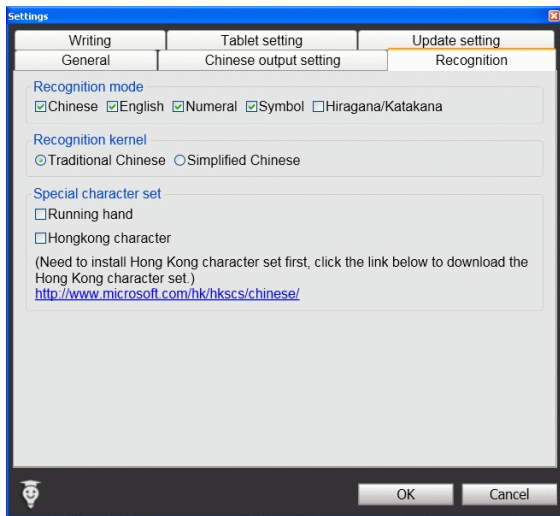 Settings
Writing Tablet setting Update setting
General Chinese output setting Recognition
Recognition mode
Chinese English Numeral Symbol Hiragana/Katakana
Recognition kernel
Traditional Chinese Simplified Chinese
Special character set
Running hand
Hongkong character
(Need to install Hong Kong character set first, click the link below to download the
Hong Kong character set.)
http://www.microsoft.com/hk/hkscs/chinese/
OK Cancel